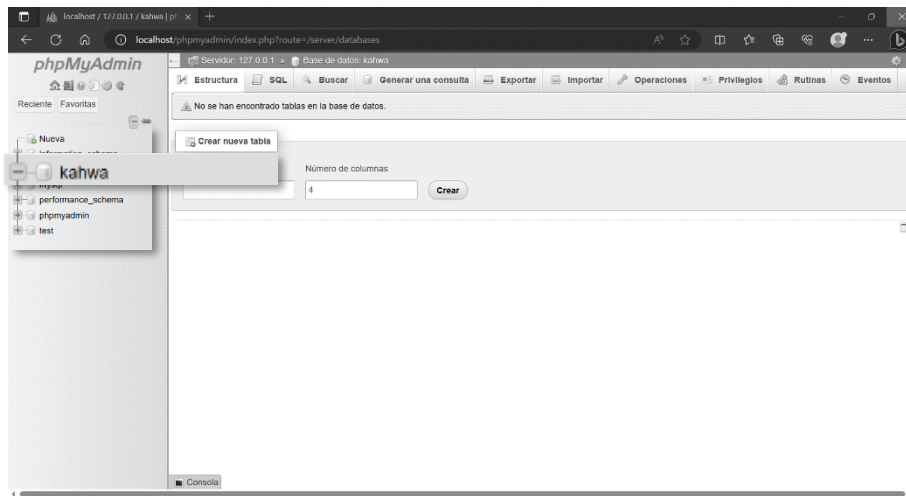 localhost / 127.0.0.1 / kahwa | ph
localhost/phpmyadmin/index.php?route=/server/databases
phpMyAdmin
Reciente Favoritas
Nueva
information_schema
kahwa
mysql
performance_schema
phpmyadmin
test
Servidor: 127.0.0.1 » Base de datos: kahwa
Estructura SQL Buscar Generar una consulta Exportar Importar Operaciones Privilegios Rutinas Eventos
No se han encontrado tablas en la base de datos.
Crear nueva tabla
Número de columnas
4 Crear
Consola